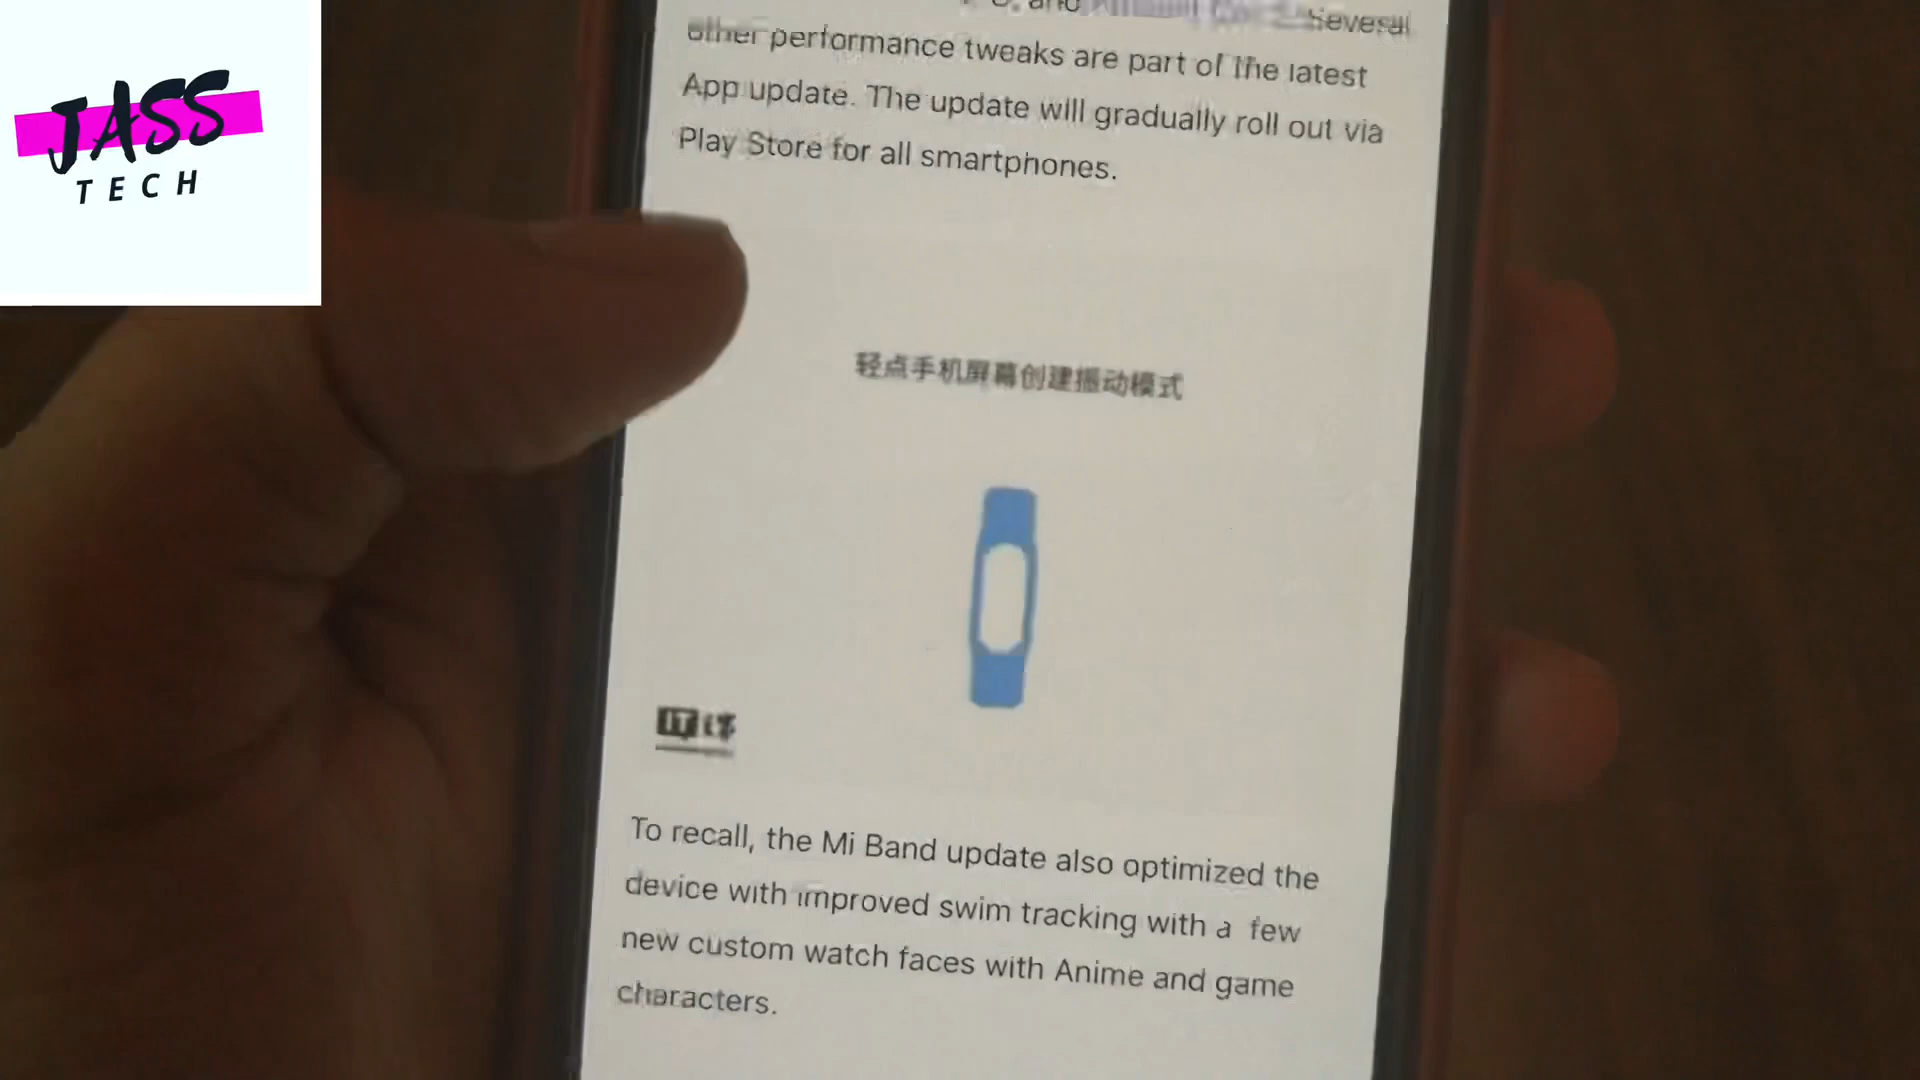 JASS
TECH
and
Several
other performance tweaks are part of the latest
App update. The update will gradually roll out via
Play Store for all smartphones.
轻点手机屏幕创建振动模式
IT
To recall, the Mi Band update also optimized the
device with improved swim tracking with a few
new custom watch faces with Anime and game
characters.